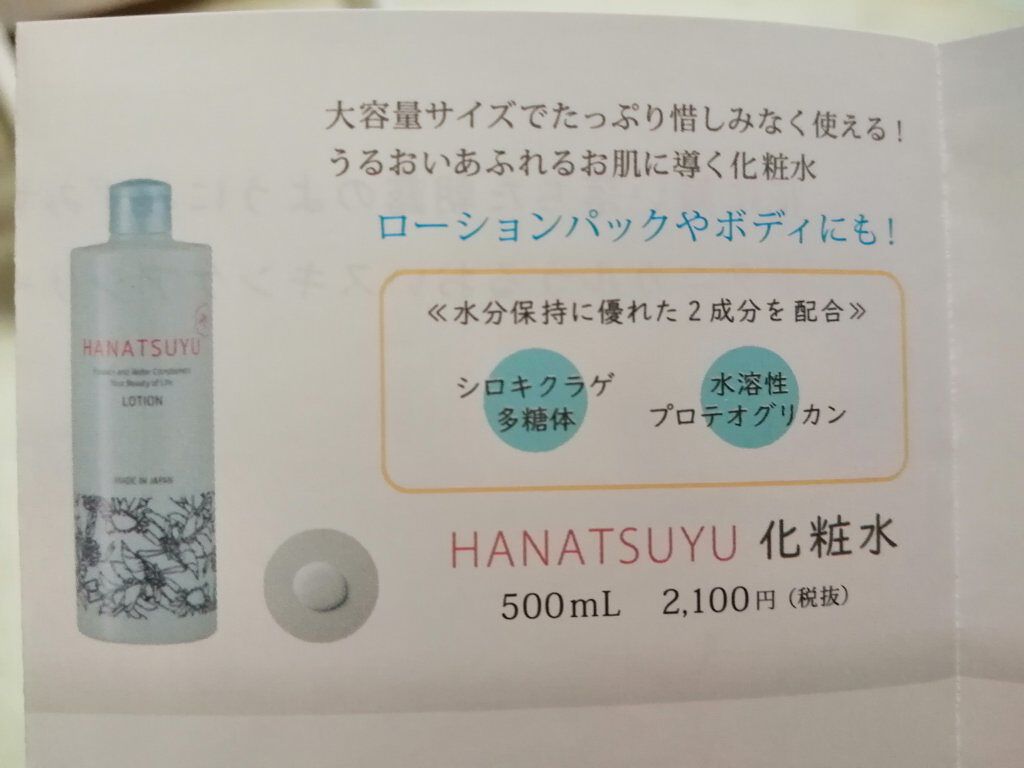 大容量サイズでたっぷり惜しみなく使える!
うるおいあふれるお肌に導く化粧水
ローションパックやボディにも!
≪水分保持に優れた2成分を配合≫
シロキクラゲ
多糖体
水溶性
プロテオグリカン
HANATSUYU 化粧水
500mL 2,100円(税抜)
HANATSUYU
Your Beauty of Life
LOTION
MADE IN JAPAN